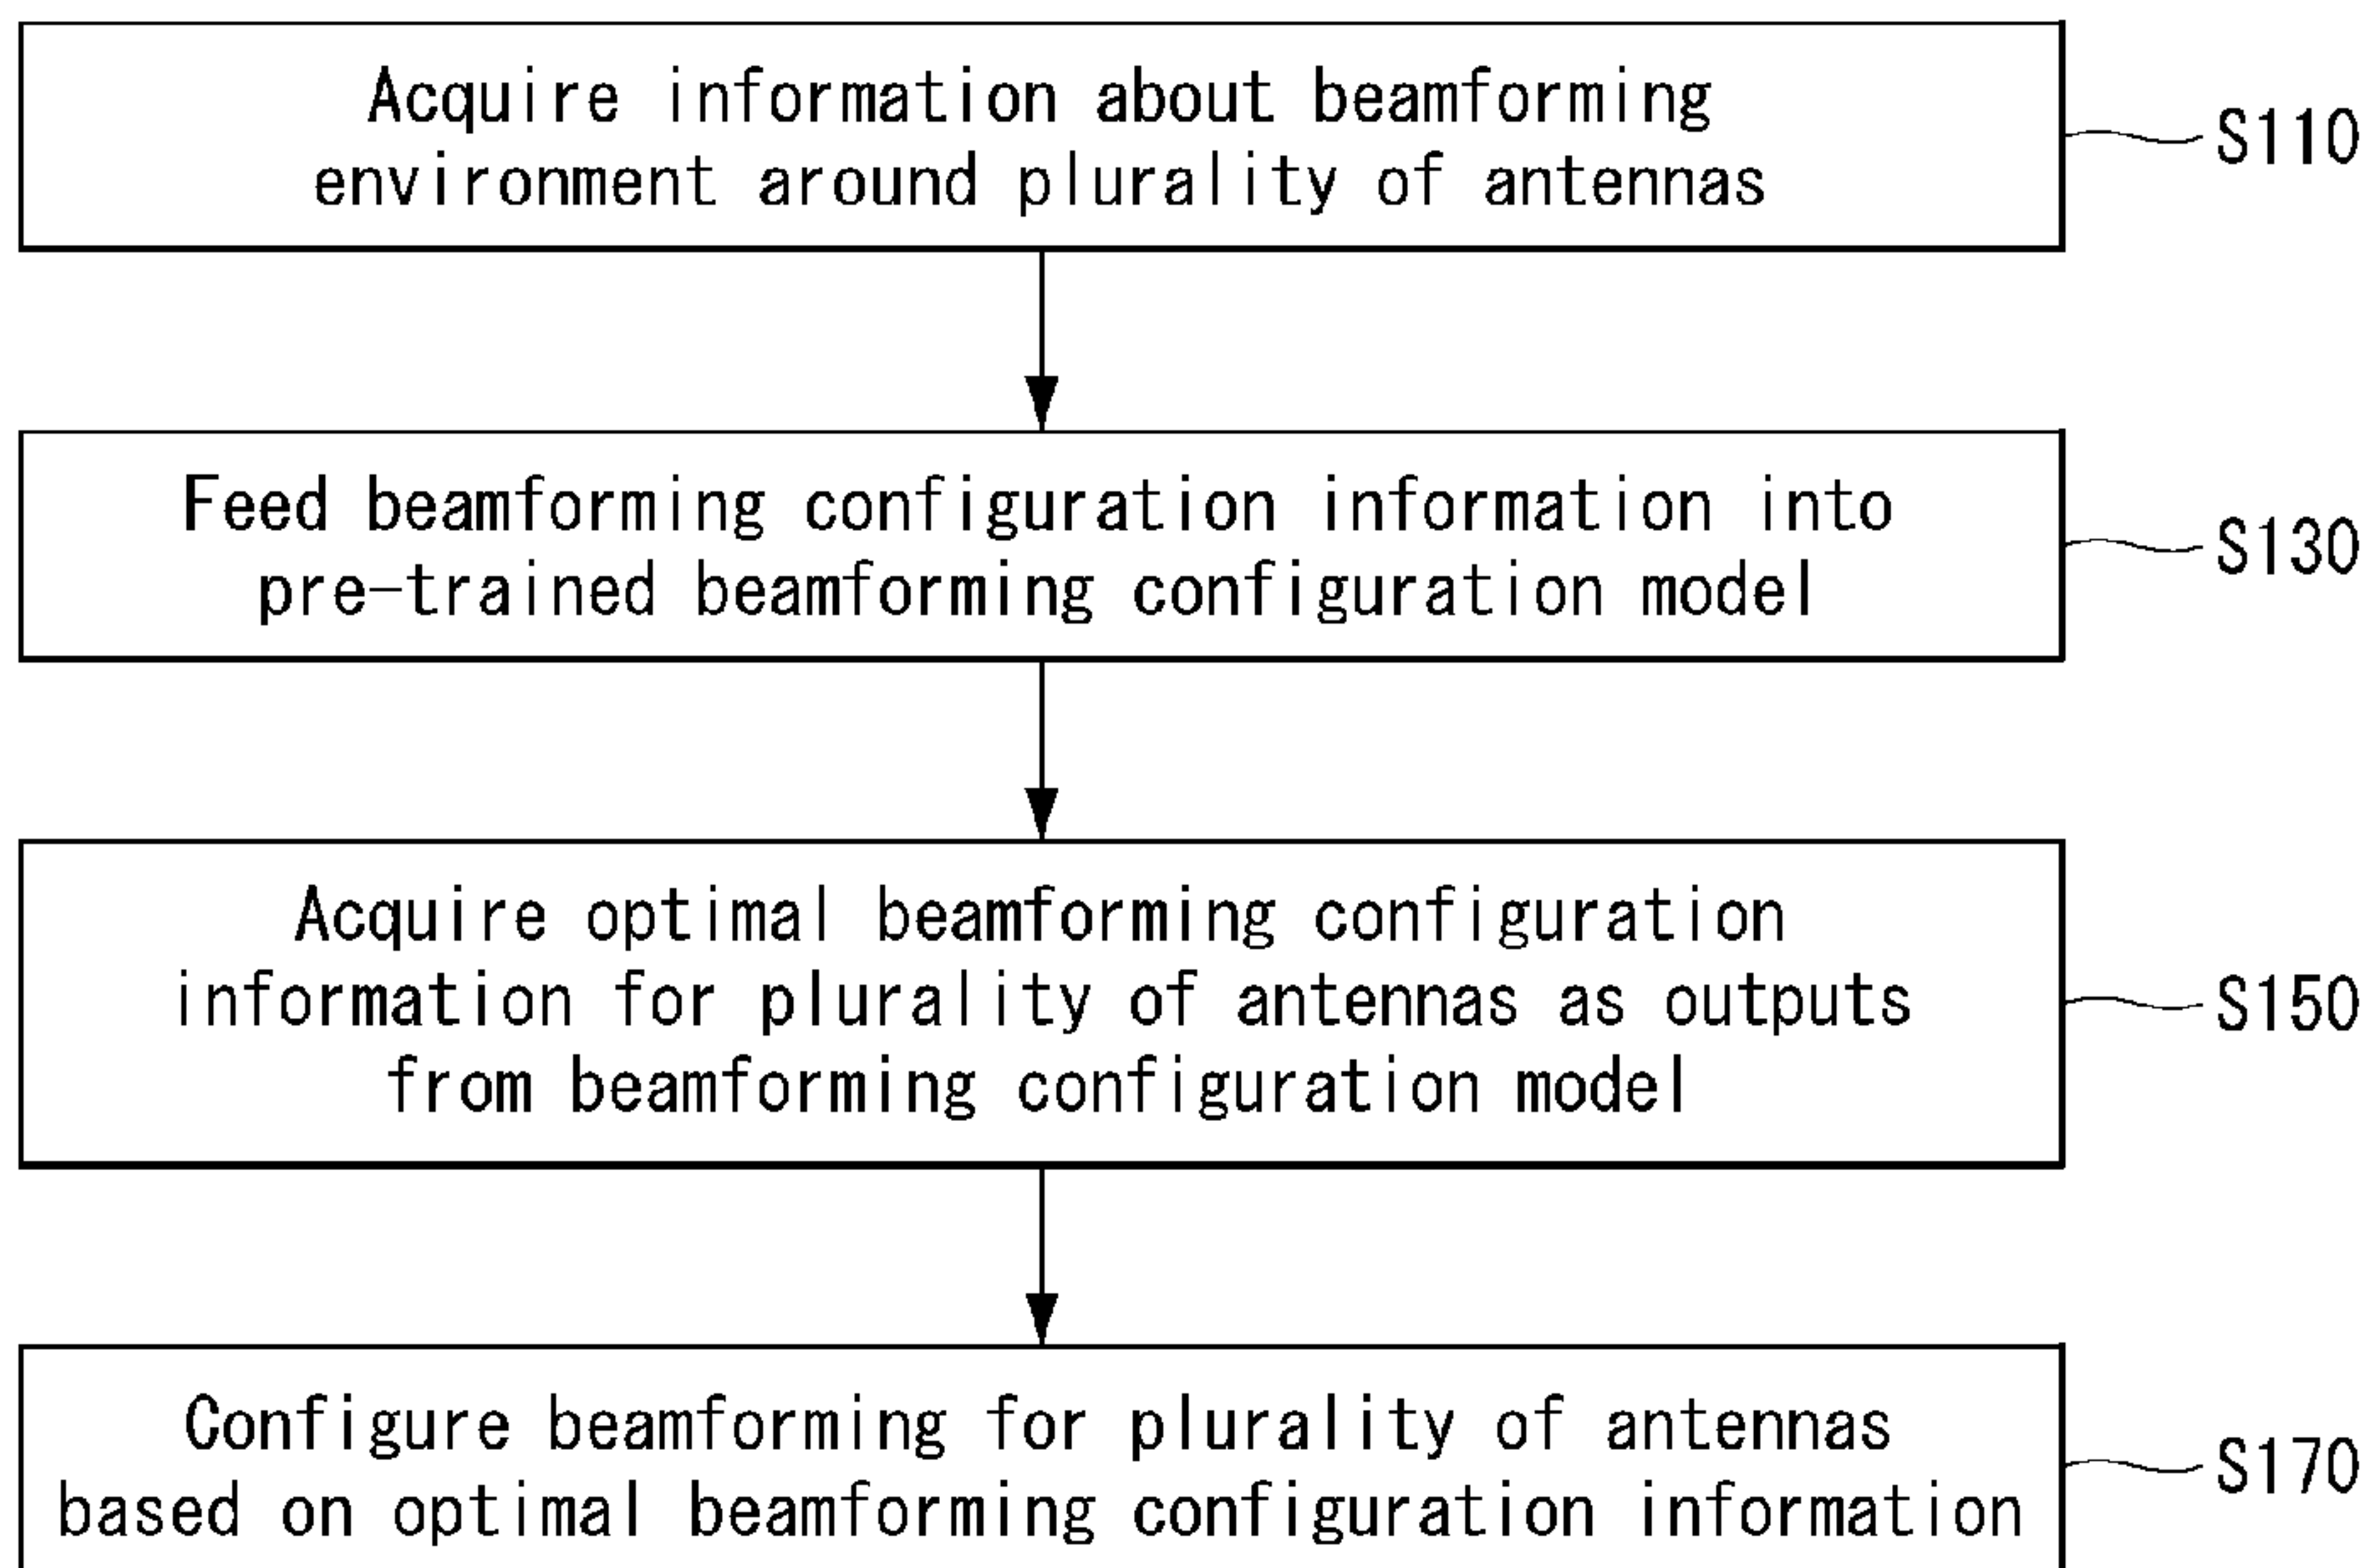 Acquire information about beamforming
environment around plurality of antennas
S110
Feed beamforming configuration information into
pre-trained beamforming configuration model
S130
Acquire optimal beamforming configuration
information for plurality of antennas as outputs
from beamforming configuration model
S150
Configure beamforming for plurality of antennas
based on optimal beamforming configuration information
S170